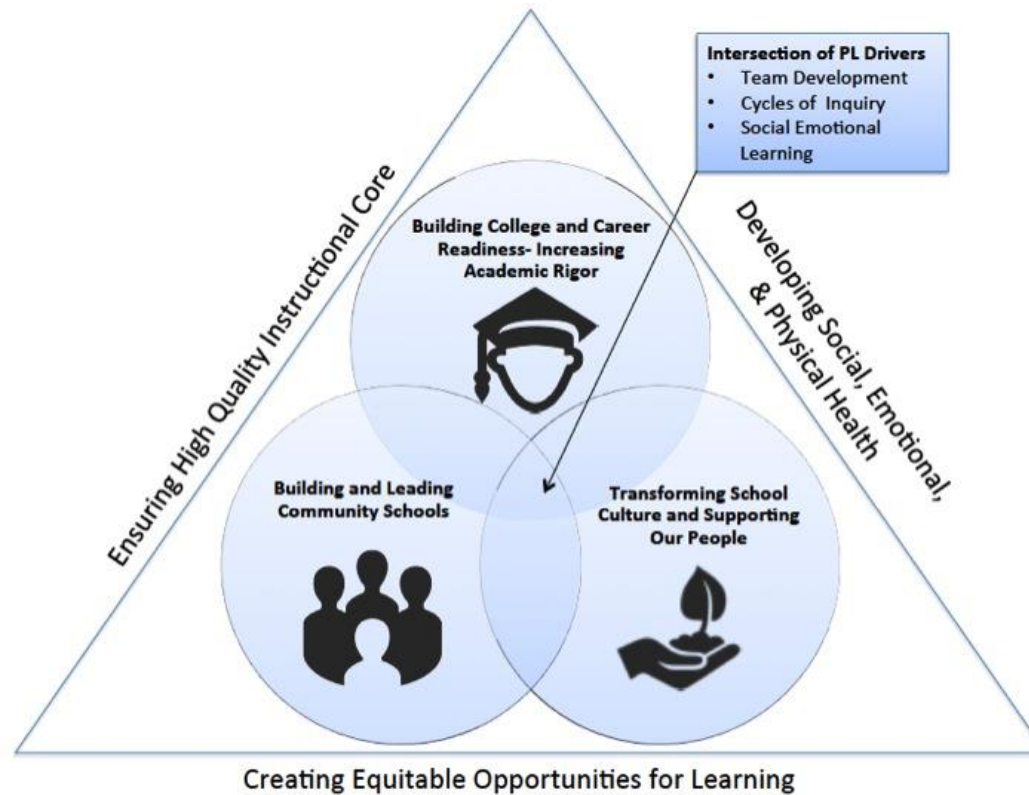 Intersection of PL Drivers
• Team Development
• Cycles of Inquiry
• Social Emotional
Learning
Ensuring High Quality Instructional Core
Developing Social, Emotional,
& Physical Health
Building College and Career
Readiness- Increasing
Academic Rigor
Building and Leading
Community Schools
Transforming School
Culture and Supporting
Our People
Creating Equitable Opportunities for Learning